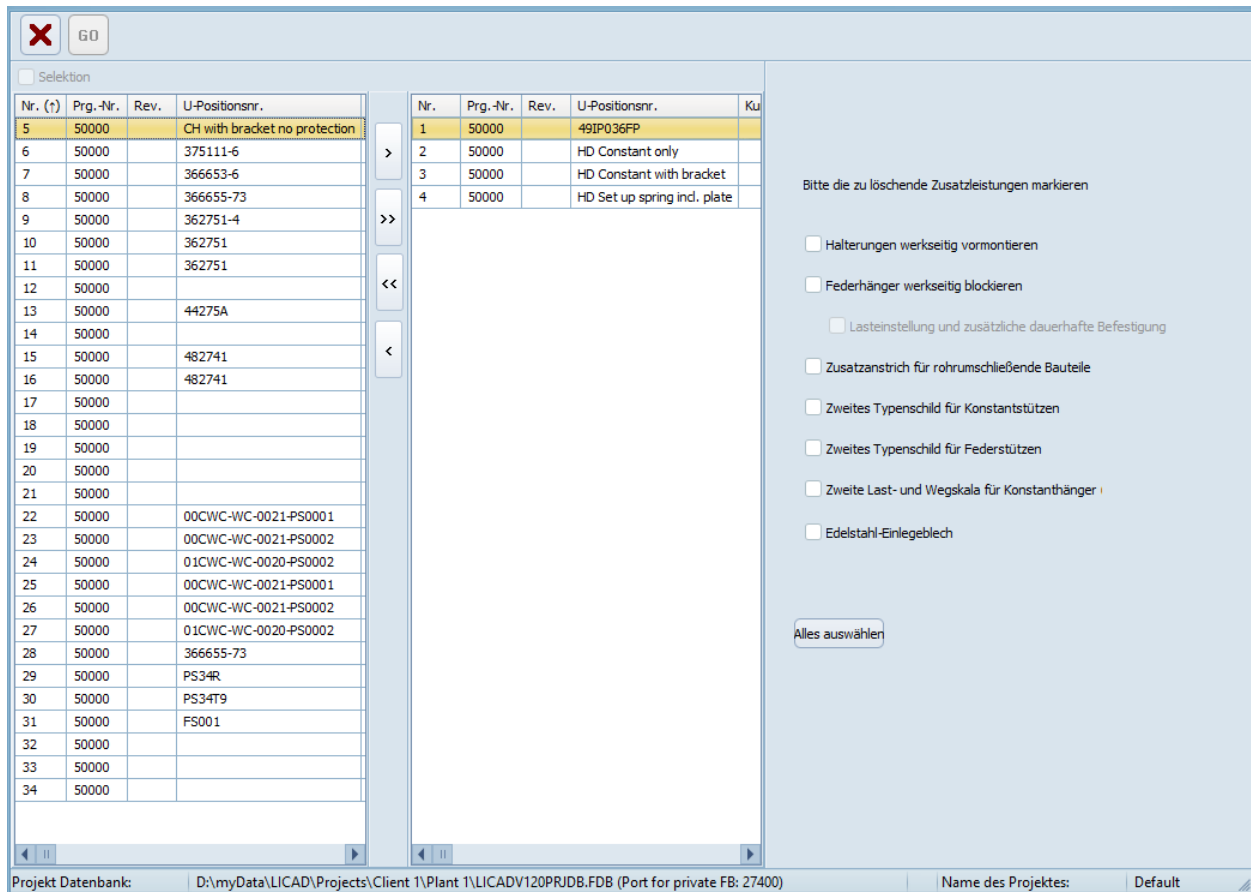 GO
Selektion
Nr. (↑) Prg.-Nr. Rev. U-Positionsnr.
5 50000 CH with bracket no protection
6 50000 375111-6
7 50000 366653-6
8 50000 366655-73
9 50000 362751-4
10 50000 362751
11 50000 362751
12 50000
13 50000 44275A
14 50000
15 50000 482741
16 50000 482741
17 50000
18 50000
19 50000
20 50000
21 50000
22 50000 00CWC-WC-0021-PS0001
23 50000 00CWC-WC-0021-PS0002
24 50000 01CWC-WC-0020-PS0002
25 50000 00CWC-WC-0021-PS0001
26 50000 00CWC-WC-0021-PS0002
27 50000 01CWC-WC-0020-PS0002
28 50000 366655-73
29 50000 PS34R
30 50000 PS34T9
31 50000 FS001
32 50000
33 50000
34 50000
>
>>
<<
<
Nr. Prg.-Nr. Rev. U-Positionsnr. Ku
1 50000 49IP036FP
2 50000 HD Constant only
3 50000 HD Constant with bracket
4 50000 HD Set up spring incl. plate
Bitte die zu löschende Zusatzleistungen markieren
Halterungen werkseitig vormontieren
Federhänger werkseitig blockieren
Lasteinstellung und zusätzliche dauerhafte Befestigung
Zusatzanstrich für rohrumschließende Bauteile
Zweites Typenschild für Konstantstützen
Zweites Typenschild für Federstützen
Zweite Last- und Wegskala für Konstanthänger
Edelstahl-Einlegeblech
Alles auswählen
Projekt Datenbank: D:\myData\LICAD\Projects\Client 1\Plant 1\LICADV120PRJDB.FDB (Port for private FB: 27400) Name des Projektes: Default